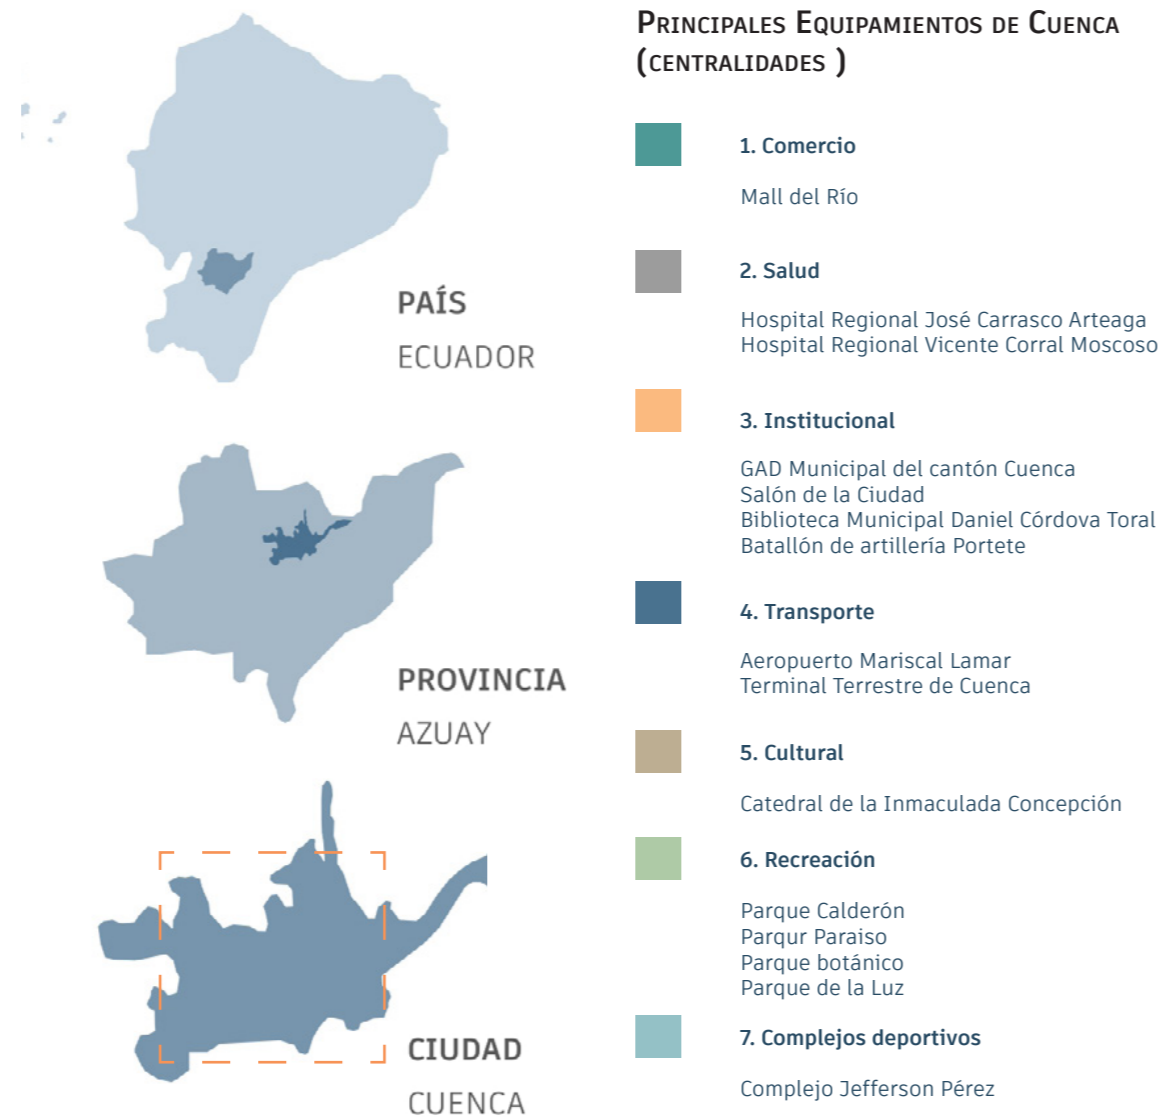 PAÍS
ECUADOR
PROVINCIA
AZUAY
CIUDAD
CUENCA
PRINCIPALES EQUIPAMIENTOS DE CUENCA
(CENTRALIDADES )
1. Comercio
Mall del Río
2. Salud
Hospital Regional José Carrasco Arteaga
Hospital Regional Vicente Corral Moscoso
3. Institucional
GAD Municipal del cantón Cuenca
Salón de la Ciudad
Biblioteca Municipal Daniel Córdova Toral
Batallón de artillería Portete
4. Transporte
Aeropuerto Mariscal Lamar
Terminal Terrestre de Cuenca
5. Cultural
Catedral de la Inmaculada Concepción
6. Recreación
Parque Calderón
Parqur Paraiso
Parque botánico
Parque de la Luz
7. Complejos deportivos
Complejo Jefferson Pérez